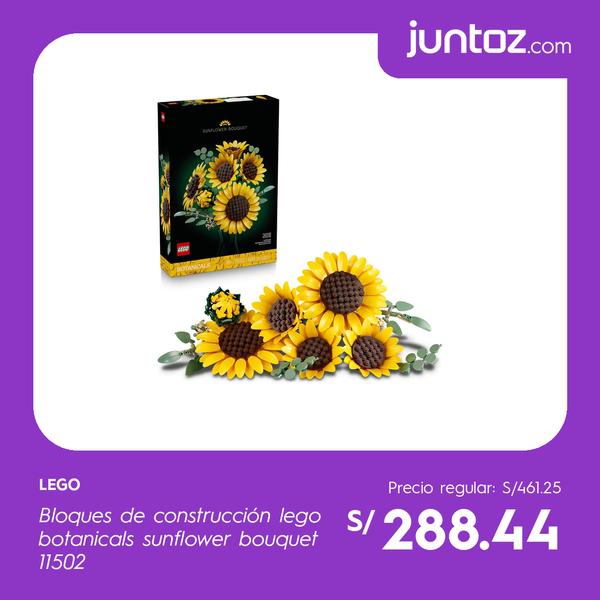 juntoz.com
SUNFLOWER BOUQUET
LEGO
BOTANICALS
LEGO
Precio regular: S/461.25
Bloques de construcción lego
botanicals sunflower bouquet
11502
S/ 288.44